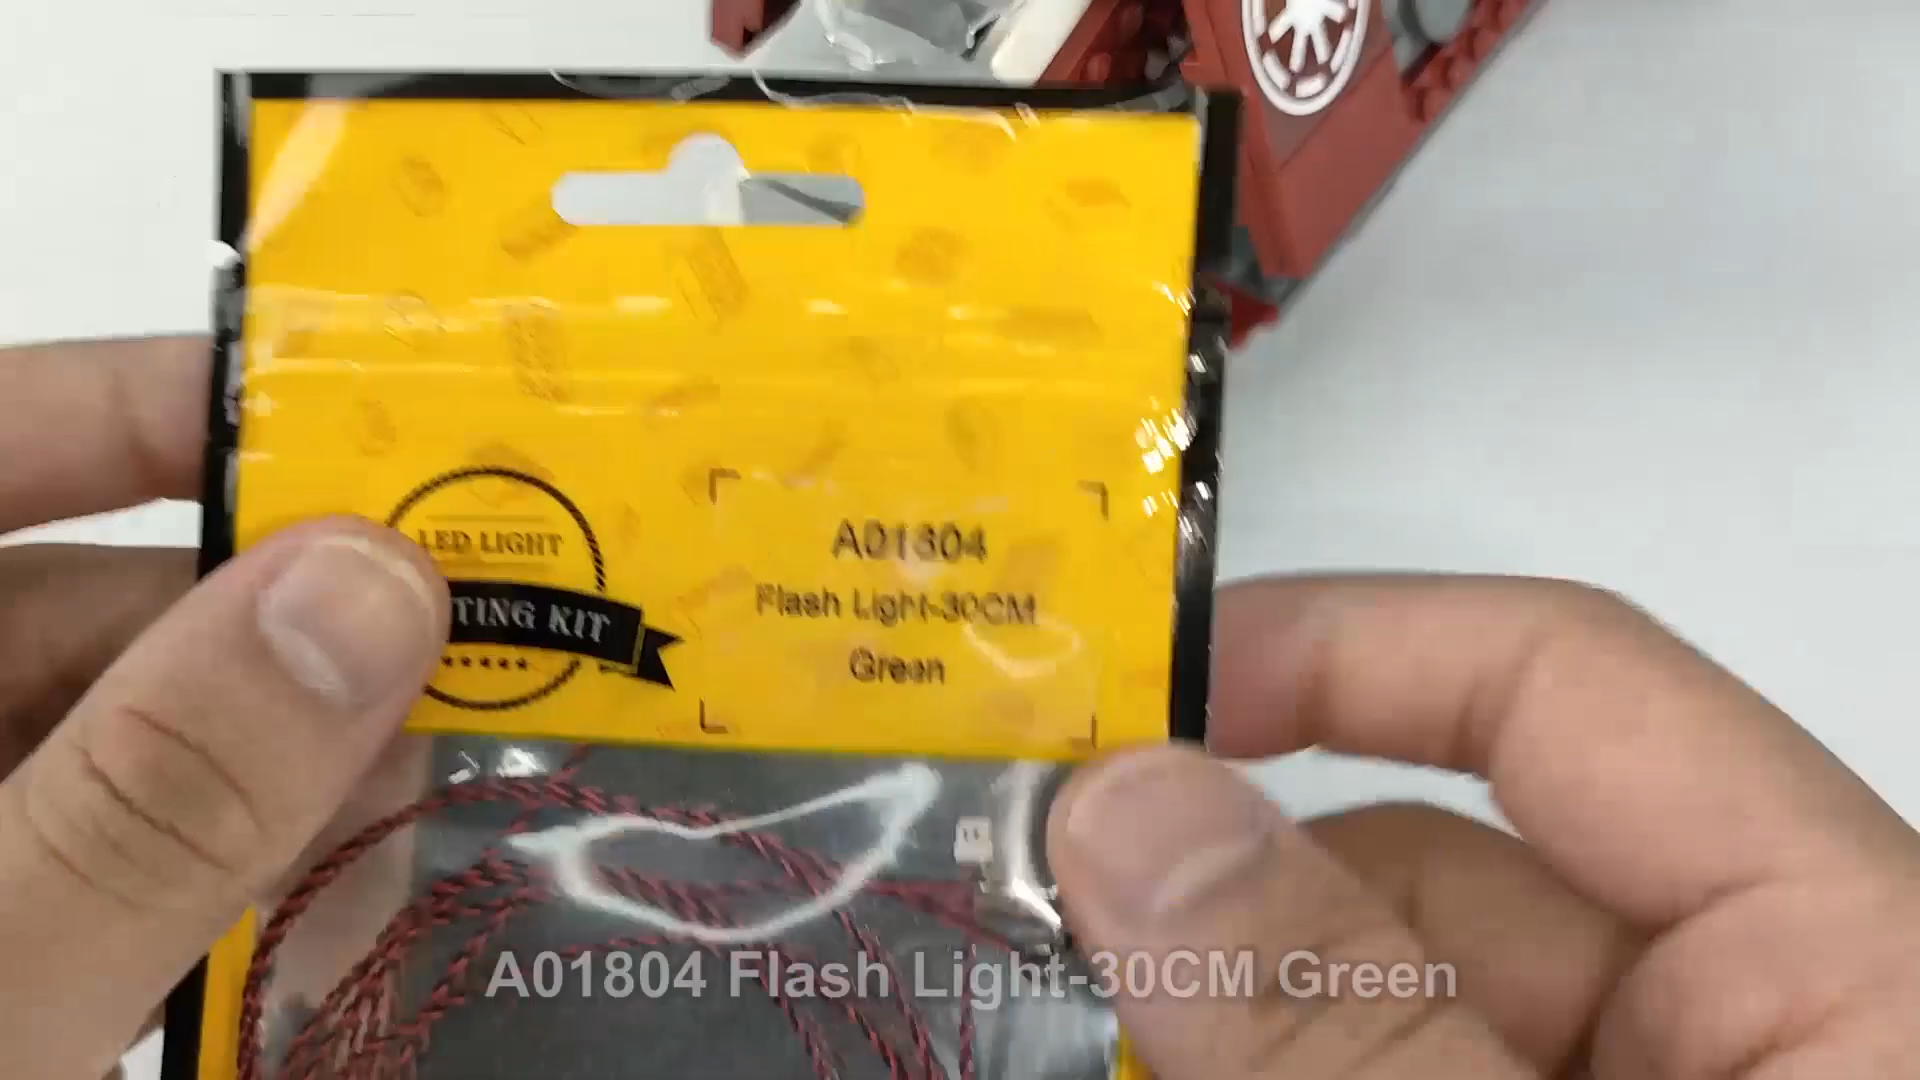 LED LIGHT
TING KIT
A01804
Flash Light-30CM
Green
A01804 Flash Light-30CM Green